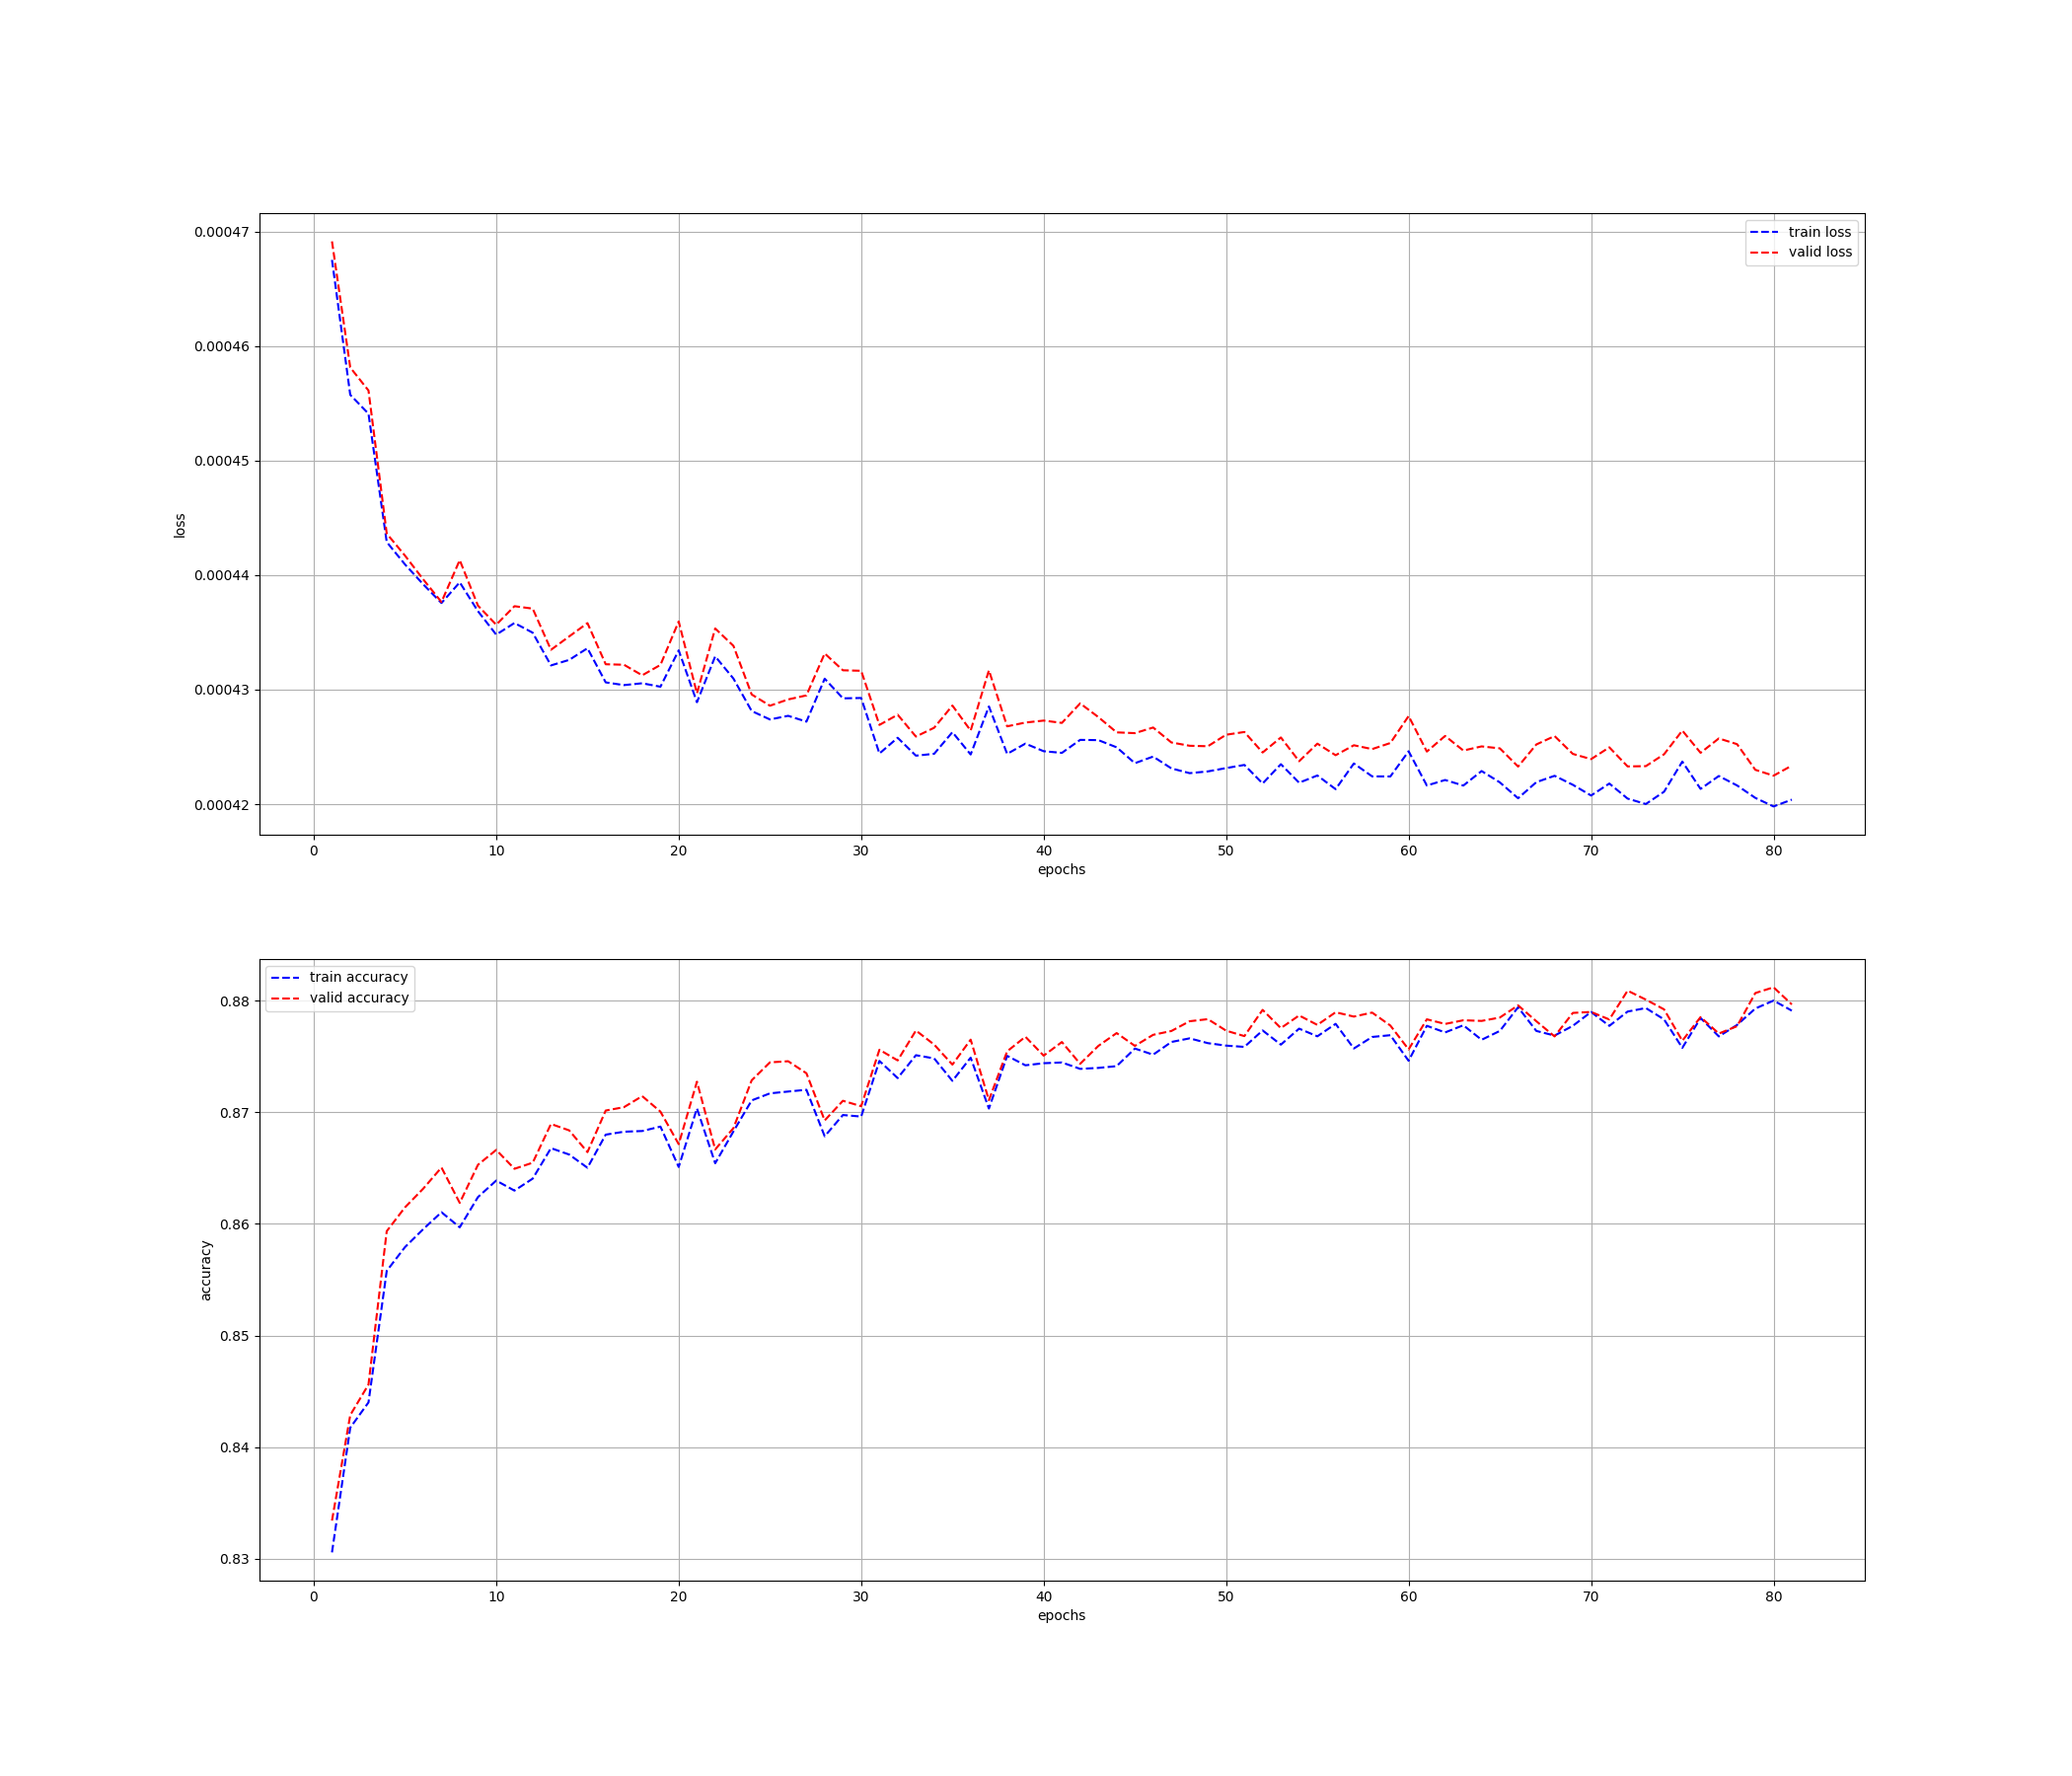 0.00047
0.00046
0.00045
0.00044
0.00043
0.00042
loss
train loss
valid loss
0 10 20 30 40 50 60 70 80
epochs
train accuracy
valid accuracy
0.88
0.87
0.86
0.85
0.84
0.83
accuracy
0 10 20 30 40 50 60 70 80
epochs